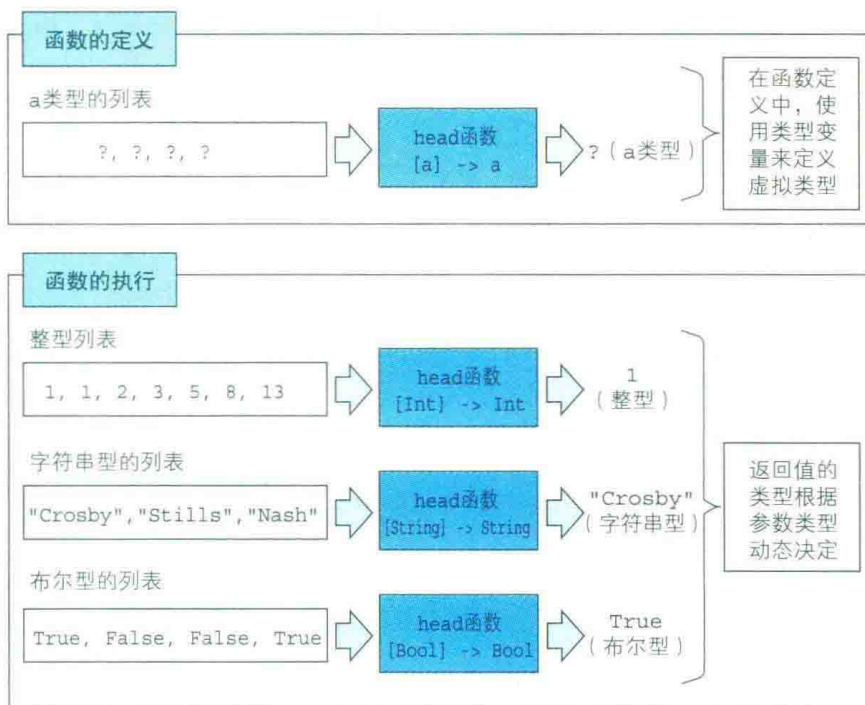 函数的定义
a类型的列表
?, ?, ?, ?
head函数
[a] -> a
? (a类型)
在函数定
义中，使
用类型变
量来定义
虚拟类型
函数的执行
整型列表
1, 1, 2, 3, 5, 8, 13
head函数
[Int] -> Int
1
(整型)
字符串型的列表
"Crosby","Stills","Nash"
head函数
[String] -> String
"Crosby"
(字符串型)
布尔型的列表
True, False, False, True
head函数
[Bool] -> Bool
True
(布尔型)
返回值的
类型根据
参数类型
动态决定